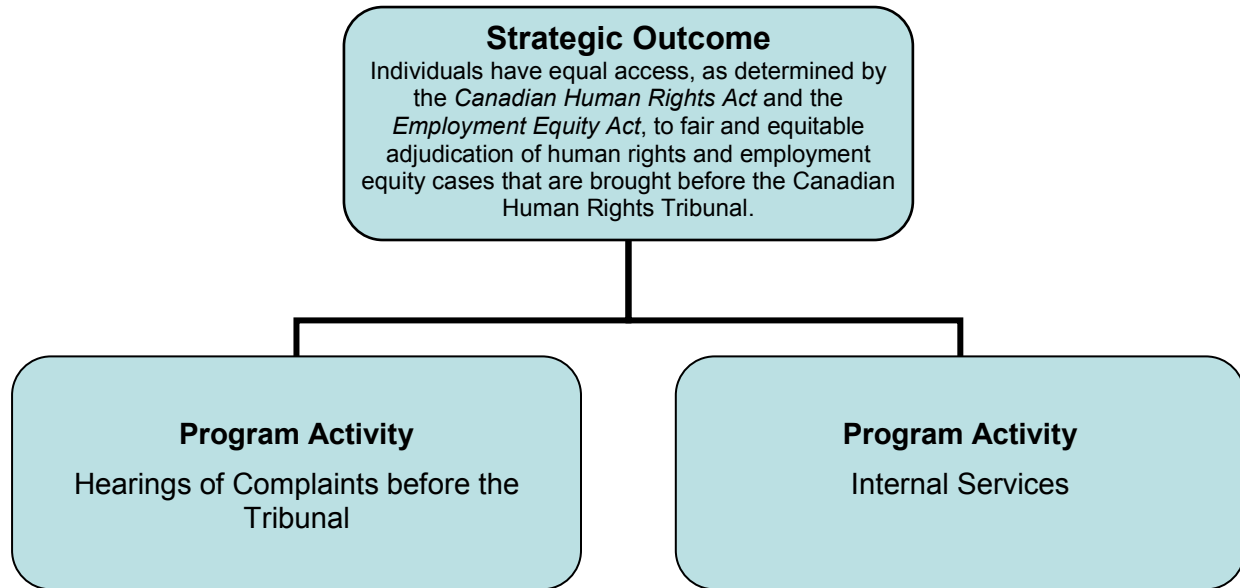 Strategic Outcome
Individuals have equal access, as determined by
the Canadian Human Rights Act and the
Employment Equity Act, to fair and equitable
adjudication of human rights and employment
equity cases that are brought before the Canadian
Human Rights Tribunal.
Program Activity
Hearings of Complaints before the
Tribunal
Program Activity
Internal Services